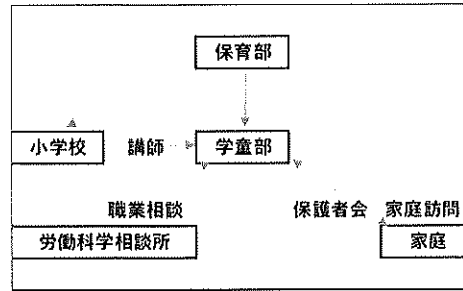 保育部
小学校 講師 学童部
職業相談 保護者会 家庭訪問
労働科学相談所 家庭